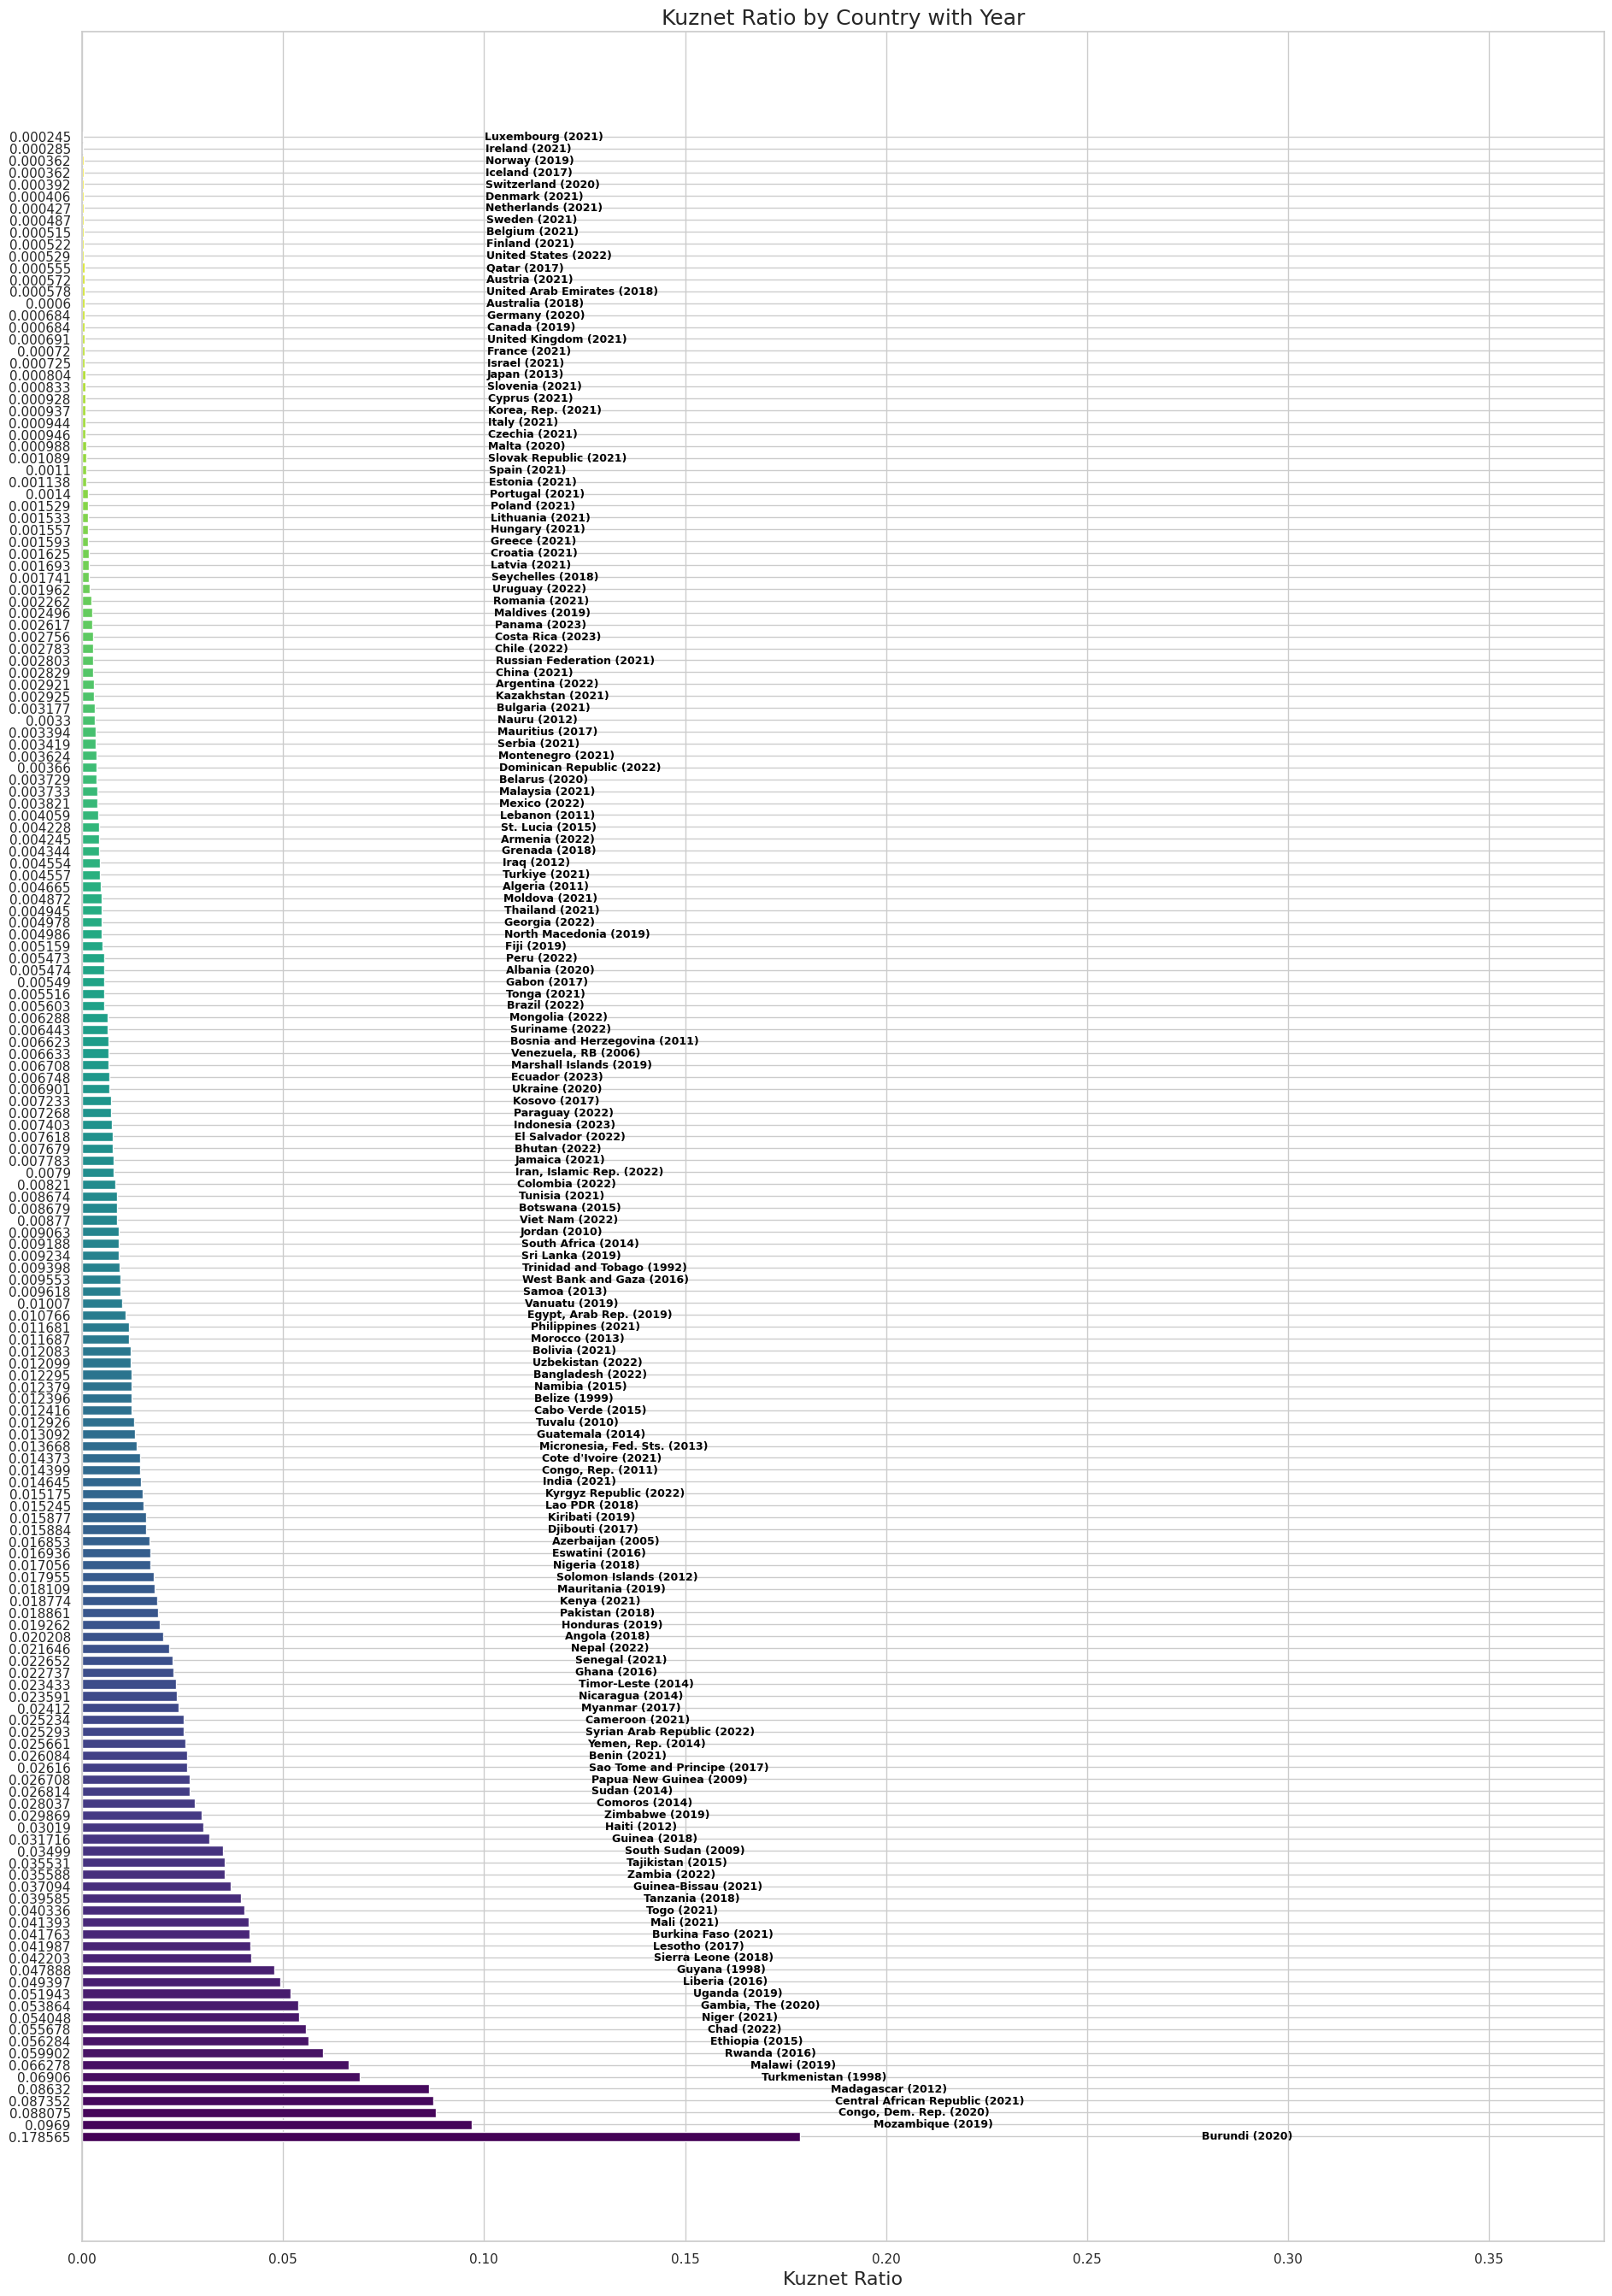 Kuznet Ratio by Country with Year
0.000245 Luxembourg (2021)
0.000285 Ireland (2021)
0.000362 Norway (2019)
0.000362 Iceland (2017)
0.000392 Switzerland (2020)
0.000406 Denmark (2021)
0.000427 Netherlands (2021)
0.000487 Sweden (2021)
0.000515 Belgium (2021)
0.000522 Finland (2021)
0.000529 United States (2022)
0.000555 Qatar (2017)
0.000572 Austria (2021)
0.000578 United Arab Emirates (2018)
0.0006 Australia (2018)
0.000684 Germany (2020)
0.000684 Canada (2019)
0.000691 United Kingdom (2021)
0.00072 France (2021)
0.000725 Israel (2021)
0.000804 Japan (2013)
0.000833 Slovenia (2021)
0.000928 Cyprus (2021)
0.000937 Korea, Rep. (2021)
0.000944 Italy (2021)
0.000946 Czechia (2021)
0.000988 Malta (2020)
0.001089 Slovak Republic (2021)
0.0011 Spain (2021)
0.001138 Estonia (2021)
0.0014 Portugal (2021)
0.001529 Poland (2021)
0.001533 Lithuania (2021)
0.001557 Hungary (2021)
0.001593 Greece (2021)
0.001625 Croatia (2021)
0.001693 Latvia (2021)
0.001741 Seychelles (2018)
0.001962 Uruguay (2022)
0.002262 Romania (2021)
0.002496 Maldives (2019)
0.002617 Panama (2023)
0.002756 Costa Rica (2023)
0.002783 Chile (2022)
0.002803 Russian Federation (2021)
0.002829 China (2021)
0.002921 Argentina (2022)
0.002925 Kazakhstan (2021)
0.003177 Bulgaria (2021)
0.0033 Nauru (2012)
0.003394 Mauritius (2017)
0.003419 Serbia (2021)
0.003624 Montenegro (2021)
0.00366 Dominican Republic (2022)
0.003729 Belarus (2020)
0.003733 Malaysia (2021)
0.003821 Mexico (2022)
0.004059 Lebanon (2011)
0.004228 St. Lucia (2015)
0.004245 Armenia (2022)
0.004344 Grenada (2018)
0.004554 Iraq (2012)
0.004557 Turkiye (2021)
0.004665 Algeria (2011)
0.004872 Moldova (2021)
0.004945 Thailand (2021)
0.004978 Georgia (2022)
0.004986 North Macedonia (2019)
0.005159 Fiji (2019)
0.005473 Peru (2022)
0.005474 Albania (2020)
0.00549 Gabon (2017)
0.005516 Tonga (2021)
0.005603 Brazil (2022)
0.006288 Mongolia (2022)
0.006443 Suriname (2022)
0.006623 Bosnia and Herzegovina (2011)
0.006633 Venezuela, RB (2006)
0.006708 Marshall Islands (2019)
0.006748 Ecuador (2023)
0.006901 Ukraine (2020)
0.007233 Kosovo (2017)
0.007268 Paraguay (2022)
0.007403 Indonesia (2023)
0.007618 El Salvador (2022)
0.007679 Bhutan (2022)
0.007783 Jamaica (2021)
0.0079 Iran, Islamic Rep. (2022)
0.00821 Colombia (2022)
0.008674 Tunisia (2021)
0.008679 Botswana (2015)
0.00877 Viet Nam (2022)
0.009063 Jordan (2010)
0.009188 South Africa (2014)
0.009234 Sri Lanka (2019)
0.009398 Trinidad and Tobago (1992)
0.009553 West Bank and Gaza (2016)
0.009618 Samoa (2013)
0.01007 Vanuatu (2019)
0.010766 Egypt, Arab Rep. (2019)
0.011681 Philippines (2021)
0.011687 Morocco (2013)
0.012083 Bolivia (2021)
0.012099 Uzbekistan (2022)
0.012295 Bangladesh (2022)
0.012379 Namibia (2015)
0.012396 Belize (1999)
0.012416 Cabo Verde (2015)
0.012926 Tuvalu (2010)
0.013092 Guatemala (2014)
0.013668 Micronesia, Fed. Sts. (2013)
0.014373 Cote d'Ivoire (2021)
0.014399 Congo, Rep. (2011)
0.014645 India (2021)
0.015175 Kyrgyz Republic (2022)
0.015245 Lao PDR (2018)
0.015877 Kiribati (2019)
0.015884 Djibouti (2017)
0.016853 Azerbaijan (2005)
0.016936 Eswatini (2016)
0.017056 Nigeria (2018)
0.017955 Solomon Islands (2012)
0.018109 Mauritania (2019)
0.018774 Kenya (2021)
0.018861 Pakistan (2018)
0.019262 Honduras (2019)
0.020208 Angola (2018)
0.021646 Nepal (2022)
0.022652 Senegal (2021)
0.022737 Ghana (2016)
0.023433 Timor-Leste (2014)
0.023591 Nicaragua (2014)
0.02412 Myanmar (2017)
0.025234 Cameroon (2021)
0.025293 Syrian Arab Republic (2022)
0.025661 Yemen, Rep. (2014)
0.026084 Benin (2021)
0.02616 Sao Tome and Principe (2017)
0.026708 Papua New Guinea (2009)
0.026814 Sudan (2014)
0.028037 Comoros (2014)
0.029869 Zimbabwe (2019)
0.03019 Haiti (2012)
0.031716 Guinea (2018)
0.03499 South Sudan (2009)
0.035531 Tajikistan (2015)
0.035588 Zambia (2022)
0.037094 Guinea-Bissau (2021)
0.039585 Tanzania (2018)
0.040336 Togo (2021)
0.041393 Mali (2021)
0.041763 Burkina Faso (2021)
0.041987 Lesotho (2017)
0.042203 Sierra Leone (2018)
0.047888 Guyana (1998)
0.049397 Liberia (2016)
0.051943 Uganda (2019)
0.053864 Gambia, The (2020)
0.054048 Niger (2021)
0.055678 Chad (2022)
0.056284 Ethiopia (2015)
0.059902 Rwanda (2016)
0.066278 Malawi (2019)
0.06906 Turkmenistan (1998)
0.08632 Madagascar (2012)
0.087352 Central African Republic (2021)
0.088075 Congo, Dem. Rep. (2020)
0.0969 Mozambique (2019)
0.178565 Burundi (2020)
0.00 0.05 0.10 0.15 0.20 0.25 0.30 0.35
Kuznet Ratio